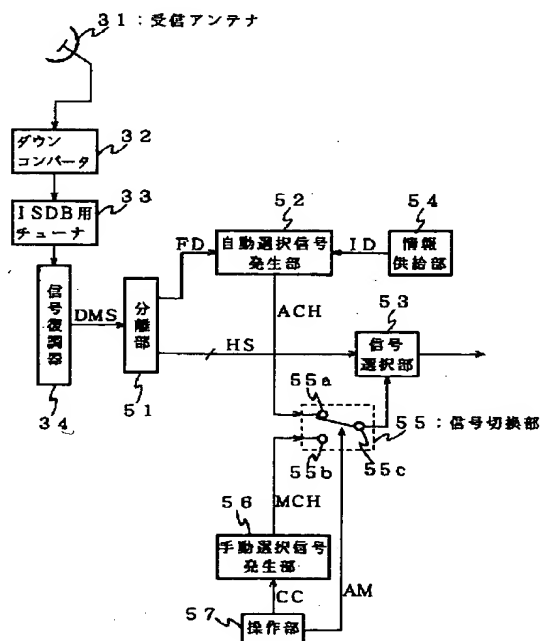 31:受信アンテナ
ダウン
コンバータ
32
ISDB用
チューナ
33
信号復調器
34
DMS
分離部
51
FD
52
自動選択信号
発生部
ID
54
情報
供給部
ACH
HS
53
信号
選択部
55a
55b
55c
55:信号切換部
MCH
56
手動選択信号
発生部
CC
AM
57
操作部